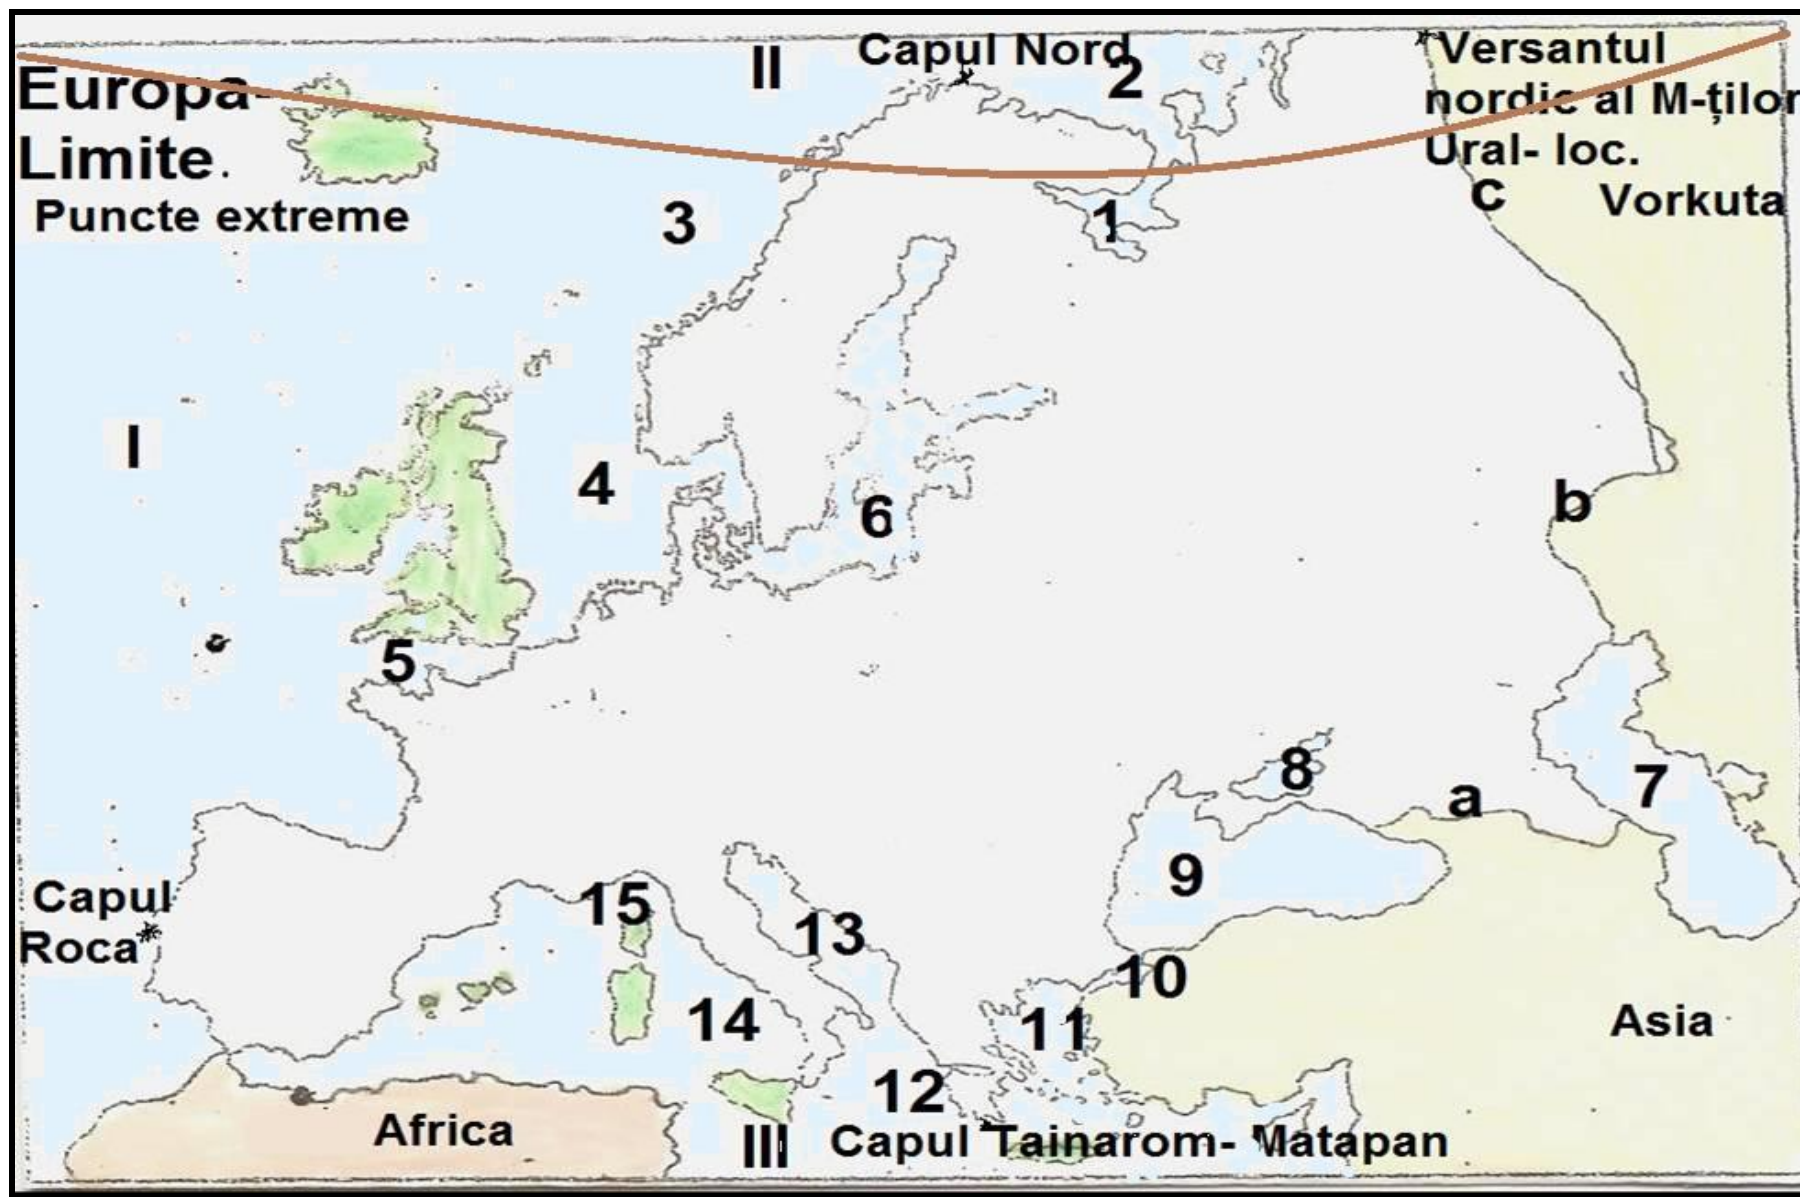 II
Capul Nord
2
Versantul
nordic al M-ților
Ural- loc.
Vorkuta
Europa-
Limite.
Puncte extreme
3
1
c
I
4
6
b
5
8
7
a
9
Capul
Roca
15
13
10
14
11
Asia
12
Africa
III
Capul Tainarom- Matapan